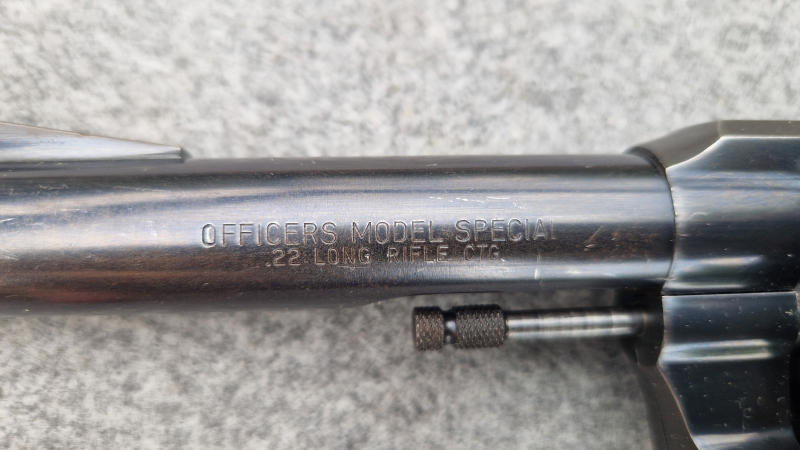 OFFICERS MODEL SPECIAL
.22 LONG RIFLE CTG.